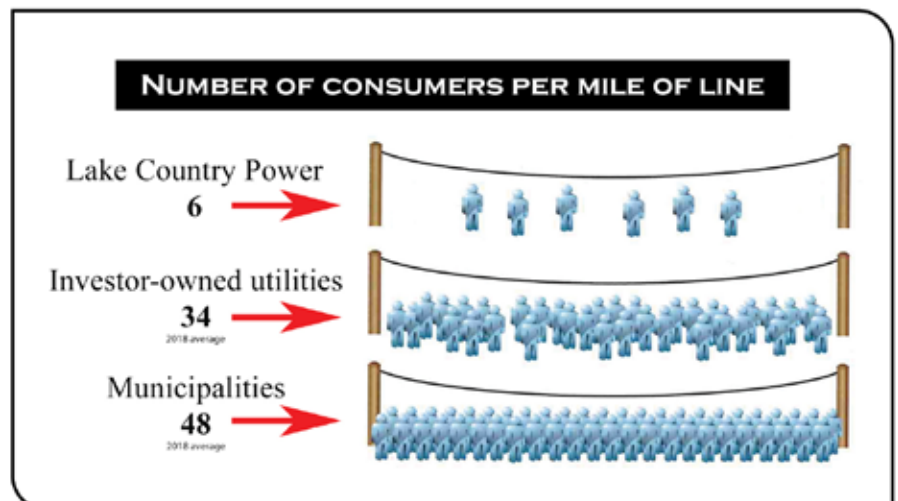 NUMBER OF CONSUMERS PER MILE OF LINE
Lake Country Power
6
Investor-owned utilities
34
2018 average
Municipalities
48
2018 average